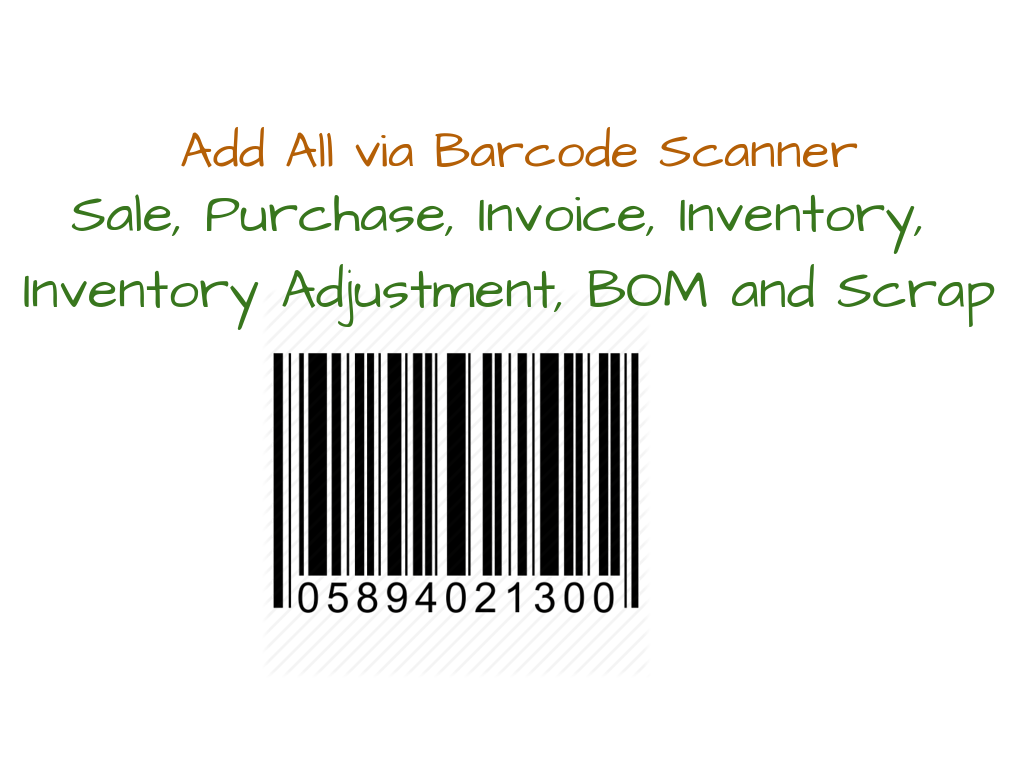 Add All via Barcode Scanner
Sale, Purchase, Invoice, Inventory,
Inventory Adjustment, BOM and Scrap
05894021300